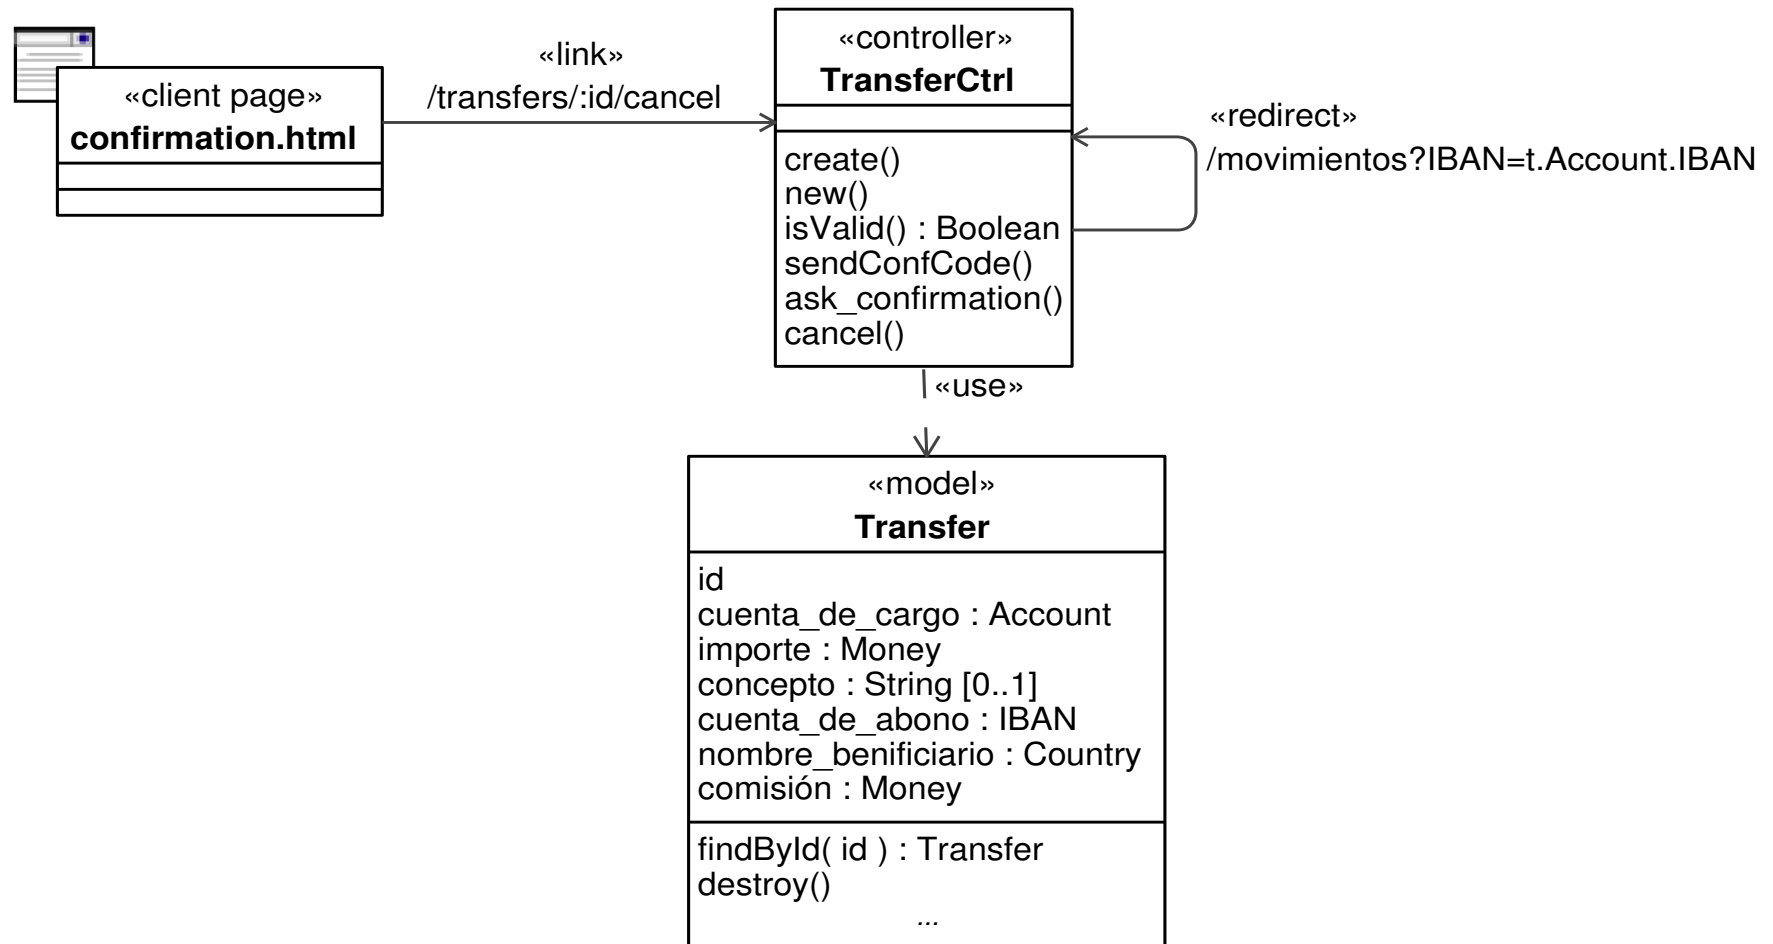 «client page»
confirmation.html
«link»
/transfers/:id/cancel
«controller»
TransferCtrl
create()
new()
isValid() : Boolean
sendConfCode()
ask_confirmation()
cancel()
«redirect»
/movimientos?IBAN=t.Account.IBAN
«use»
«model»
Transfer
id
cuenta_de_cargo : Account
importe : Money
concepto : String [0..1]
cuenta_de_abono : IBAN
nombre_benificiario : Country
comisión : Money
findById( id ) : Transfer
destroy()
...